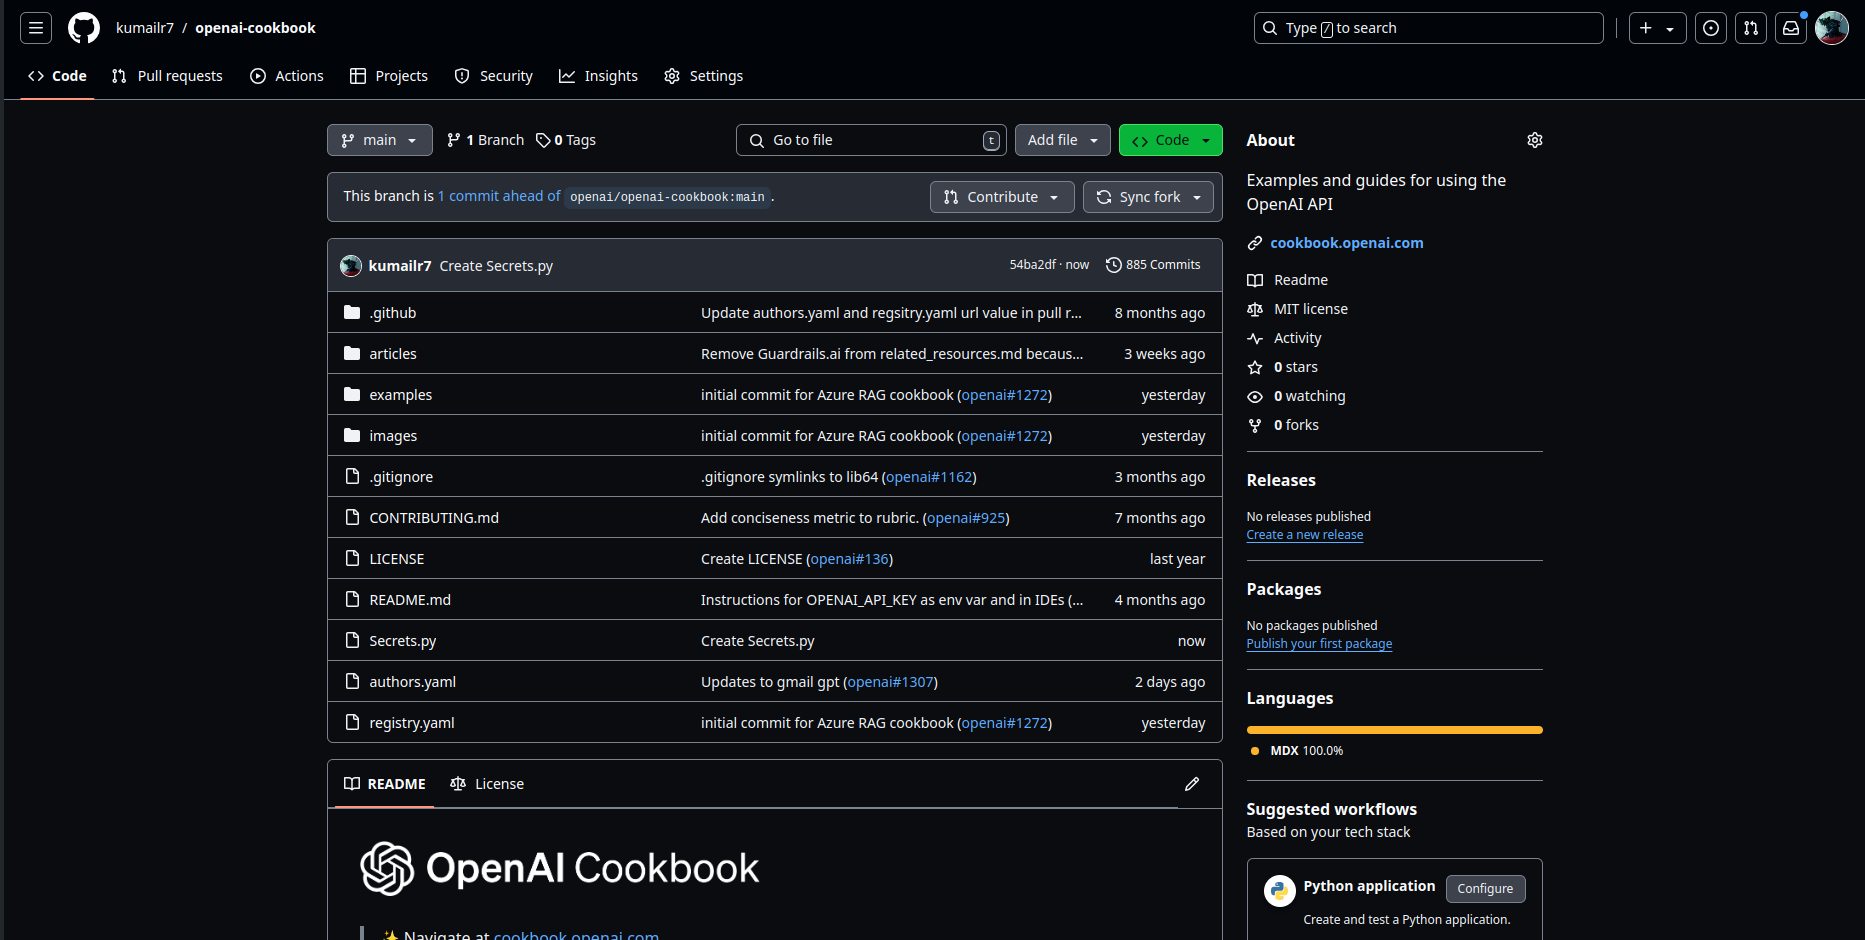 kumailr7 / openai-cookbook
Type / to search
Code Pull requests Actions Projects Security Insights Settings
main 1 Branch 0 Tags
Go to file t
Add file
Code
This branch is 1 commit ahead of openai/openai-cookbook:main .
Contribute Sync fork
kumailr7 Create Secrets.py 54ba2df · now 885 Commits
.github Update authors.yaml and regsitry.yaml url value in pull r... 8 months ago
articles Remove Guardrails.ai from related_resources.md becaus... 3 weeks ago
examples initial commit for Azure RAG cookbook (openai#1272) yesterday
images initial commit for Azure RAG cookbook (openai#1272) yesterday
.gitignore .gitignore symlinks to lib64 (openai#1162) 3 months ago
CONTRIBUTING.md Add conciseness metric to rubric. (openai#925) 7 months ago
LICENSE Create LICENSE (openai#136) last year
README.md Instructions for OPENAI_API_KEY as env var and in IDEs (... 4 months ago
Secrets.py Create Secrets.py now
authors.yaml Updates to gmail gpt (openai#1307) 2 days ago
registry.yaml initial commit for Azure RAG cookbook (openai#1272) yesterday
README License
OpenAI Cookbook
✨ Navigate at cookbook.openai.com
About
Examples and guides for using the
OpenAI API
cookbook.openai.com
Readme
MIT license
Activity
0 stars
0 watching
0 forks
Releases
No releases published
Create a new release
Packages
No packages published
Publish your first package
Languages
MDX 100.0%
Suggested workflows
Based on your tech stack
Python application Configure
Create and test a Python application.